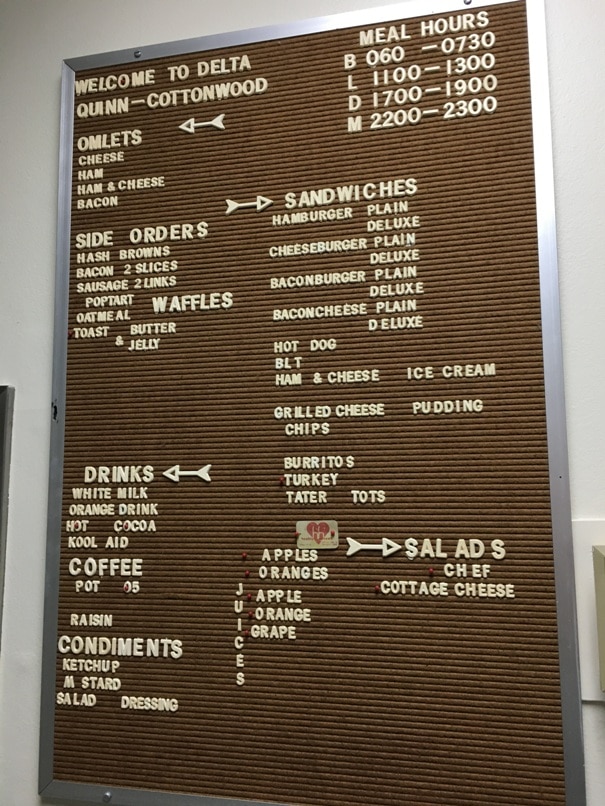 WELCOME TO DELTA
QUINN-COTTONWOOD
MEAL HOURS
B 060 -0730
L 1100-1300
D 1700-1900
M 2200-2300
OMLETS
CHEESE
HAM
HAM & CHEESE
BACON
SIDE ORDERS
HASH BROWNS
BACON 2 SLICES
SAUSAGE 2 LINKS
POPTART WAFFLES
OATMEAL
TOAST BUTTER
& JELLY
SANDWICHES
HAMBURGER PLAIN
DELUXE
CHEESEBURGER PLAIN
DELUXE
BACONBURGER PLAIN
DELUXE
BACONCHEESE PLAIN
DELUXE
HOT DOG
BLT
HAM & CHEESE ICE CREAM
GRILLED CHEESE PUDDING
CHIPS
BURRITOS
TURKEY
TATER TOTS
DRINKS
WHITE MILK
ORANGE DRINK
HOT COCOA
KOOL AID
COFFEE
POT 05
RAISIN
CONDIMENTS
KETCHUP
M STARD
SALAD DRESSING
APPLES
ORANGES
JUICES
APPLE
ORANGE
GRAPE
SALADS
CHEF
COTTAGE CHEESE